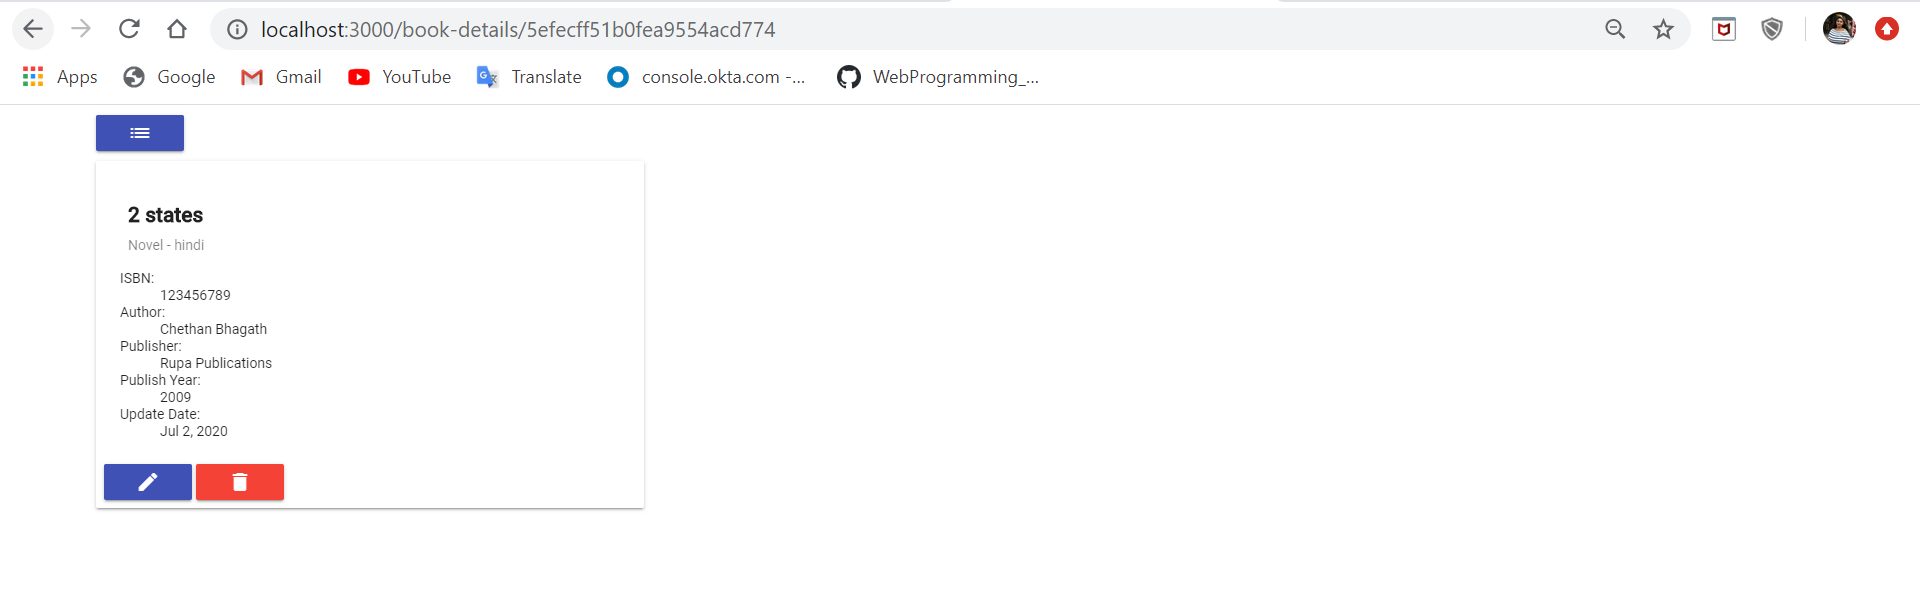 localhost:3000/book-details/5efecff51b0fea9554acd774
Apps Google Gmail YouTube Translate console.okta.com -... WebProgramming_...
2 states
Novel - hindi
ISBN:
123456789
Author:
Chethan Bhagath
Publisher:
Rupa Publications
Publish Year:
2009
Update Date:
Jul 2, 2020